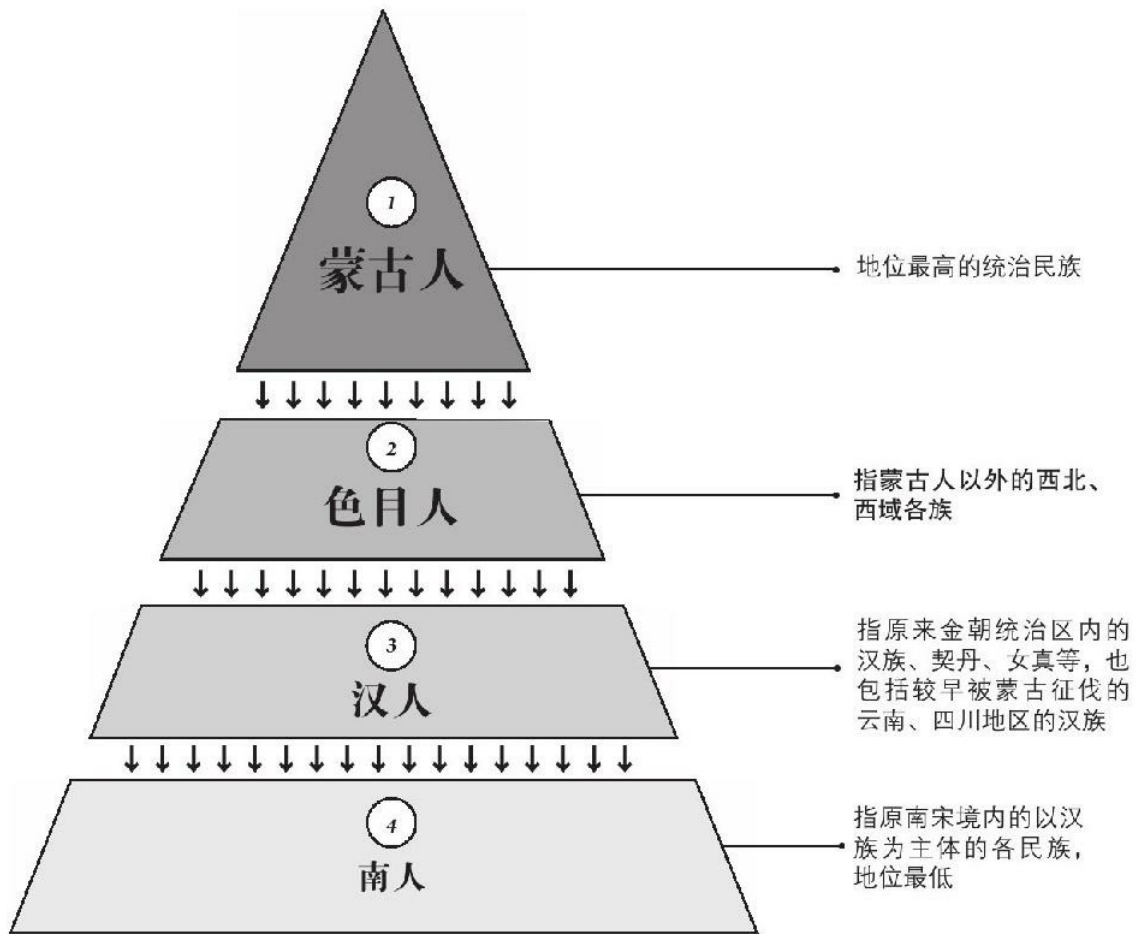 1
蒙古人
地位最高的统治民族
2
色目人
指蒙古人以外的西北、
西域各族
3
汉人
指原来金朝统治区内的
汉族、契丹、女真等，也
包括较早被蒙古征伐的
云南、四川地区的汉族
4
南人
指原南宋境内的以汉
族为主体的各民族，
地位最低